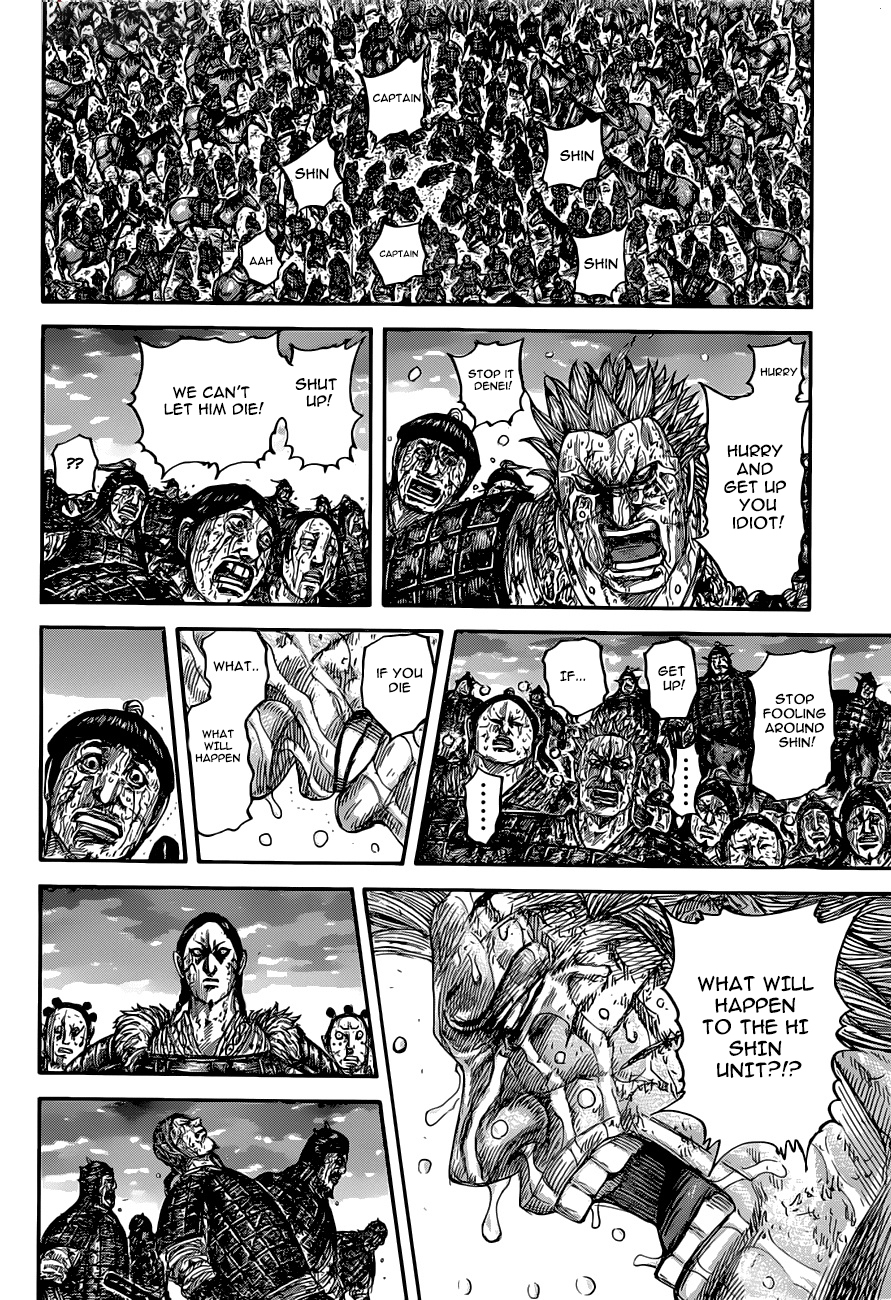 CAPTAIN
SHIN
SHIN
AAH
CAPTAIN
SHIN
HURRY
HURRY
AND
GET UP
YOU
IDIOT!
STOP IT
DENEI!
SHUT
UP!
WE CAN'T
LET HIM DIE!
??
STOP
FOOLING
AROUND
SHIN!
GET
UP!
......
IF...
.....
IF YOU
DIE
WHAT..
WHAT
WILL
HAPPEN
WHAT WILL
HAPPEN
TO THE HI
SHIN
UNIT?!?